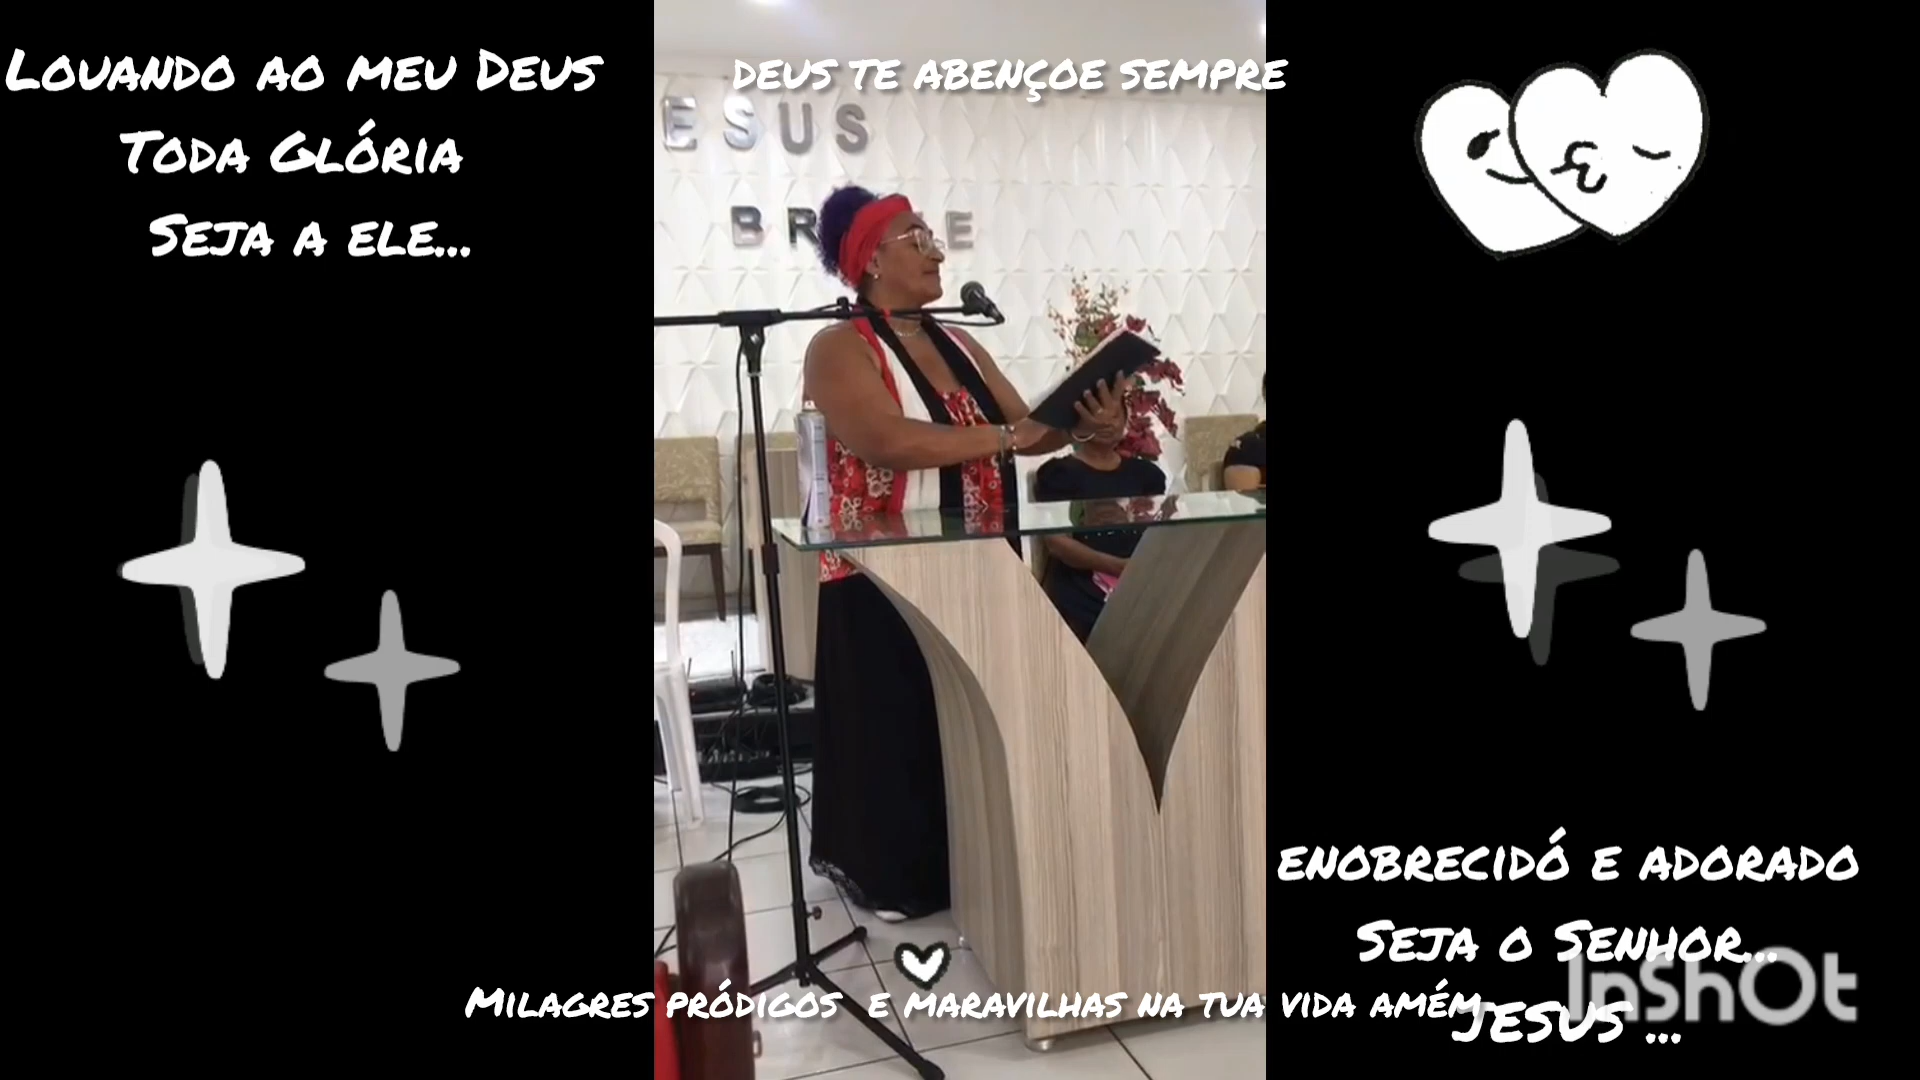 Louando ao meu Deus
Toda Glória
Seja a ele...
DEUS TE ABENÇOE SEMPRE
ESUS
BR E
enobrecidó e adorado
Seja o Senhor...
JESUS ...
Milagres pródigos e maravilhas na tua vida amém
InShOt